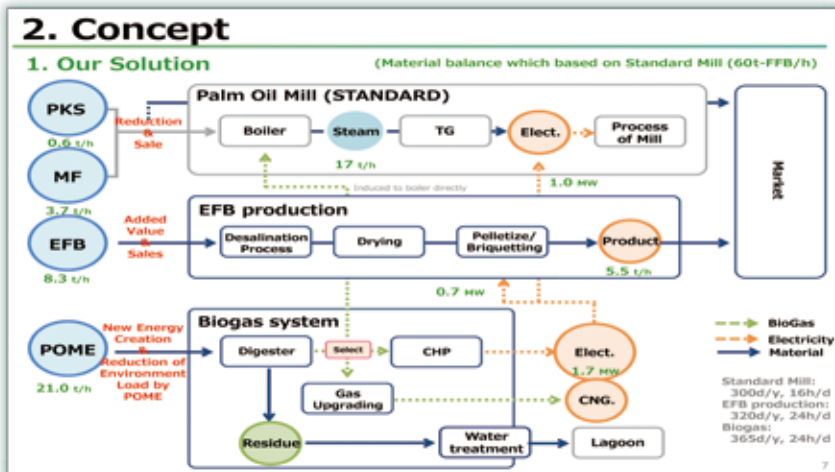 2. Concept
1. Our Solution
(Material balance which based on Standard Mill (60t-FFB/h)
PKS
0.6 t/h
Reduction
&
Sale
MF
3.7 t/h
Palm Oil Mill (STANDARD)
Boiler
Steam
17 t/h
TG
Elect.
Process
of Mill
1.0 MW
Induced to boiler directly
Market
EFB
8.3 t/h
Added
Value
&
Sales
EFB production
Desalination
Process
Drying
Pelletize/
Briquetting
Product
5.5 t/h
0.7 MW
POME
21.0 t/h
New Energy
Creation
&
Reduction of
Environment
Load by
POME
Biogas system
Digester
Select
CHP
Gas
Upgrading
Elect.
1.7 MW
CNG.
Residue
Water
treatment
Lagoon
BioGas
Electricity
Material
Standard Mill:
300d/y, 16h/d
EFB production:
320d/y, 24h/d
Biogas:
365d/y, 24h/d
7